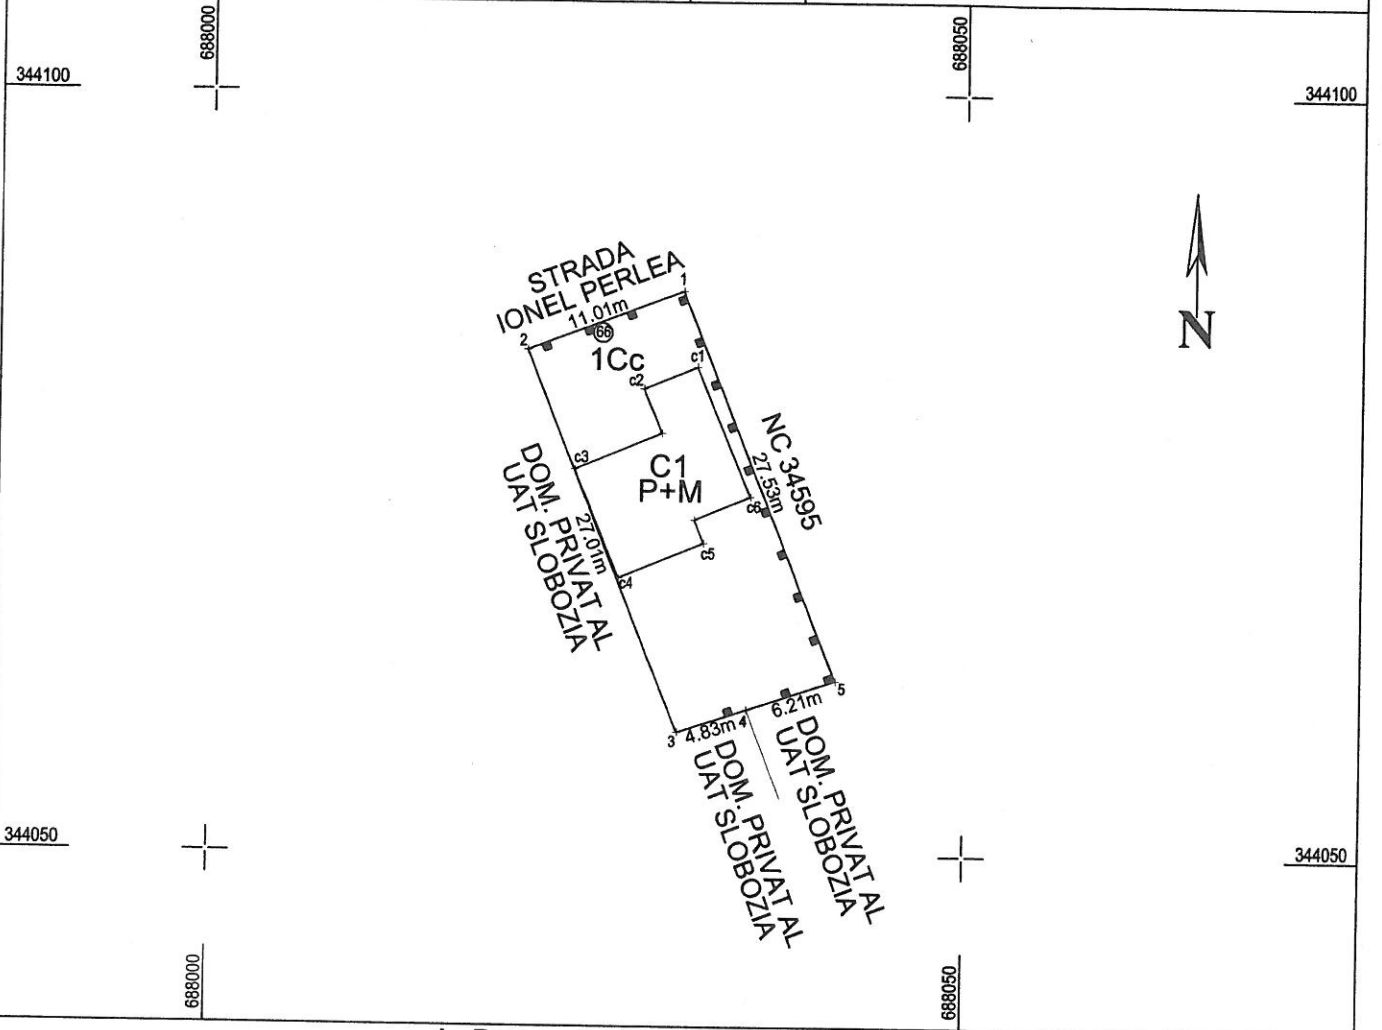 688000
688050
344100
344100
STRADA
IONEL PERLEA
11.01m
1
2
66
1Cc
c1
c2
N
c3
C1
P+M
NC 34595
27.53m
c6
DOM. PRIVAT AL
UAT SLOBOZIA
27.01m
c5
c4
5
6.21m
4
4.83m
3
DOM. PRIVAT AL
UAT SLOBOZIA
DOM. PRIVAT AL
UAT SLOBOZIA
344050
344050
688000
688050